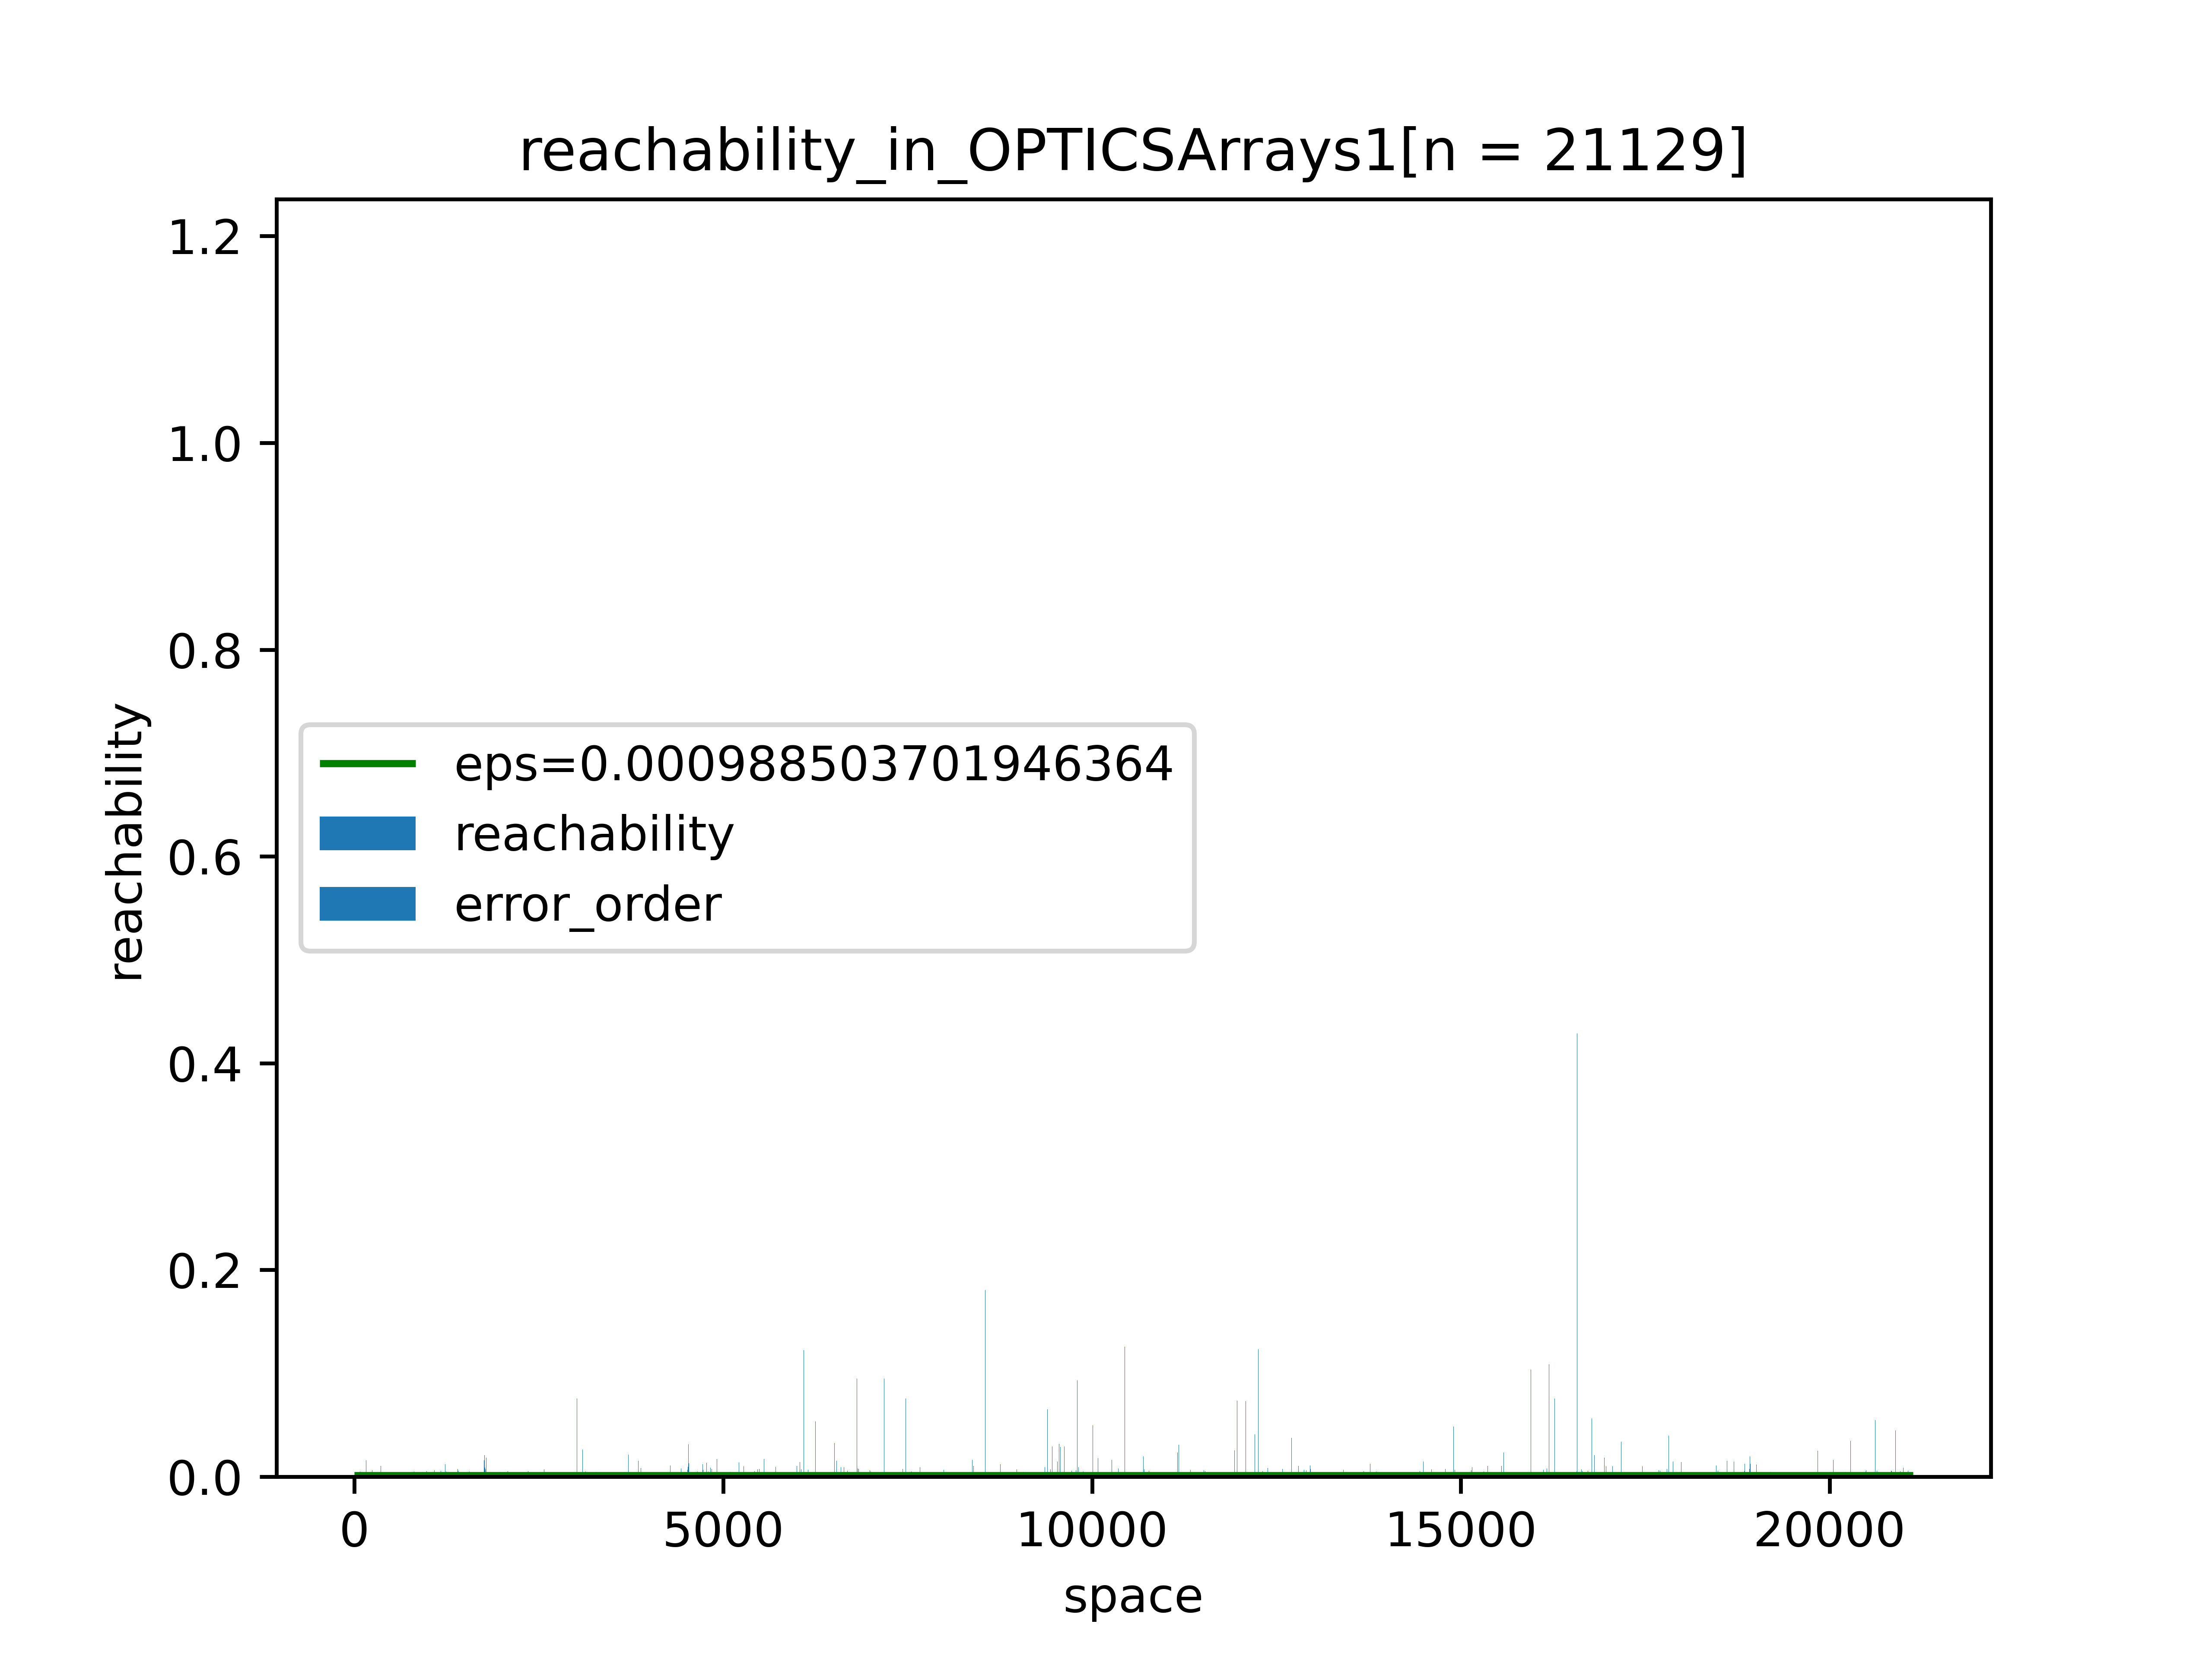 reachability_in_OPTICSArrays1[n = 21129]
1.2
1.0
0.8
0.6
0.4
0.2
0.0
reachability
eps=0.000988503701946364
reachability
error_order
0 5000 10000 15000 20000
space